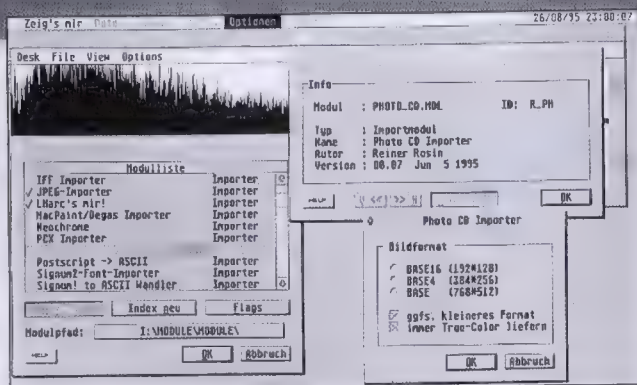 Zeig's mir Datei Optionen 26/08/95 23:00:07
Desk File View Options
Info
Modul : PHOTO_CD.MDL ID: R_PH
Typ : Importmodul
Name : Photo CD Importer
Autor : Reiner Rosin
Version : 00.07 Jun 5 1995
HELP << >> OK
Modulliste
IFF Importer Importer
✓ JPEG-Importer Importer
✓ LHarc's mir! Importer
MacPaint/Degas Importer Importer
Neochrome Importer
PCX Importer Importer
Postscript -> ASCII Importer
Signum2-Font-Importer Importer
Signum! to ASCII Wandler Importer
Index neu Flags
Modulpfad: I:\MODULE\MODULE\
HELP OK Abbruch
Photo CD Importer
Bildformat
BASE16 (192*128)
BASE4 (384*256)
BASE (768*512)
ggfs. kleineres Format
immer True-Color liefern
OK Abbruch